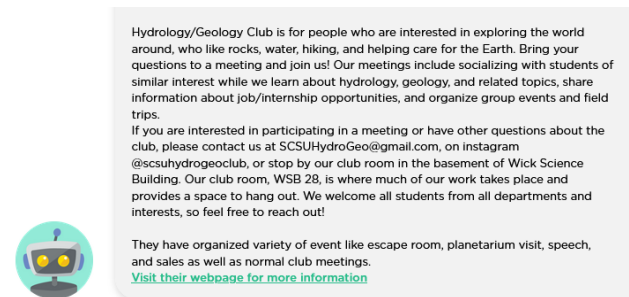 Hydrology/Geology Club is for people who are interested in exploring the world
around, who like rocks, water, hiking, and helping care for the Earth. Bring your
questions to a meeting and join us! Our meetings include socializing with students of
similar interest while we learn about hydrology, geology, and related topics, share
information about job/internship opportunities, and organize group events and field
trips.
If you are interested in participating in a meeting or have other questions about the
club, please contact us at SCSUHydroGeo@gmail.com, on instagram
@scsuhydrogeoclub, or stop by our club room in the basement of Wick Science
Building. Our club room, WSB 28, is where much of our work takes place and
provides a space to hang out. We welcome all students from all departments and
interests, so feel free to reach out!
They have organized variety of event like escape room, planetarium visit, speech,
and sales as well as normal club meetings.
Visit their webpage for more information